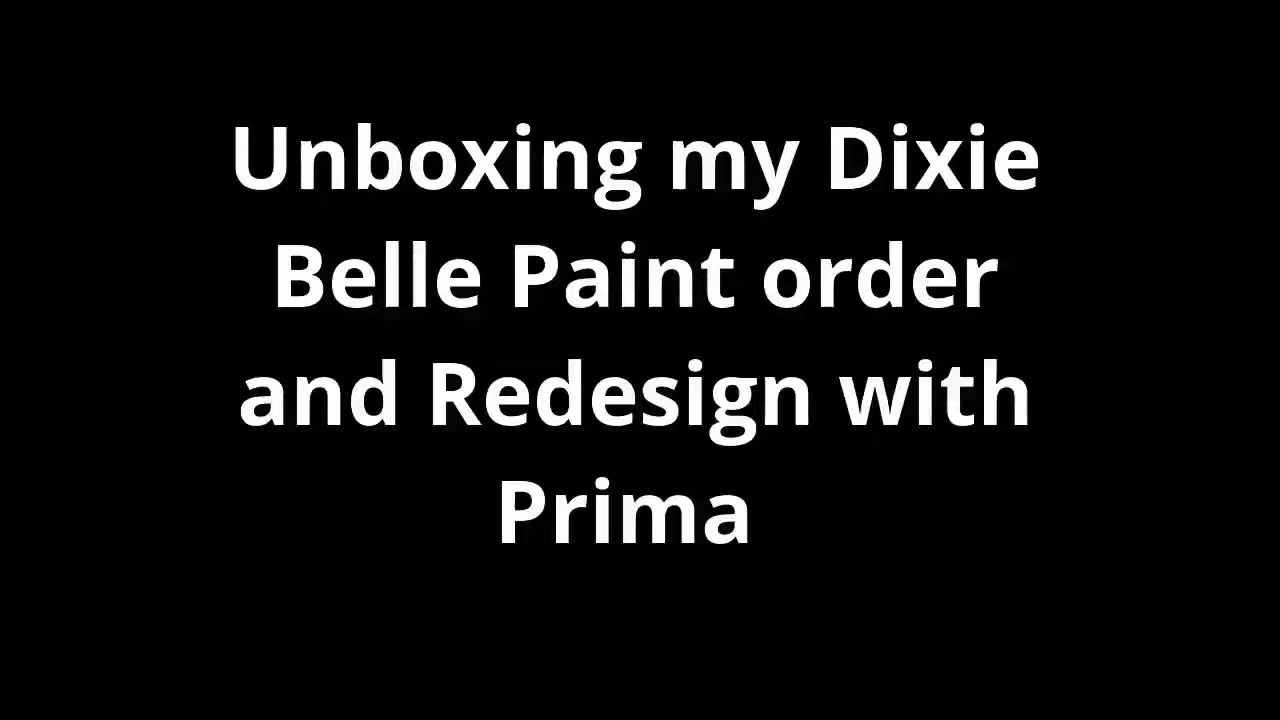 Unboxing my Dixie
Belle Paint order
and Redesign with
Prima